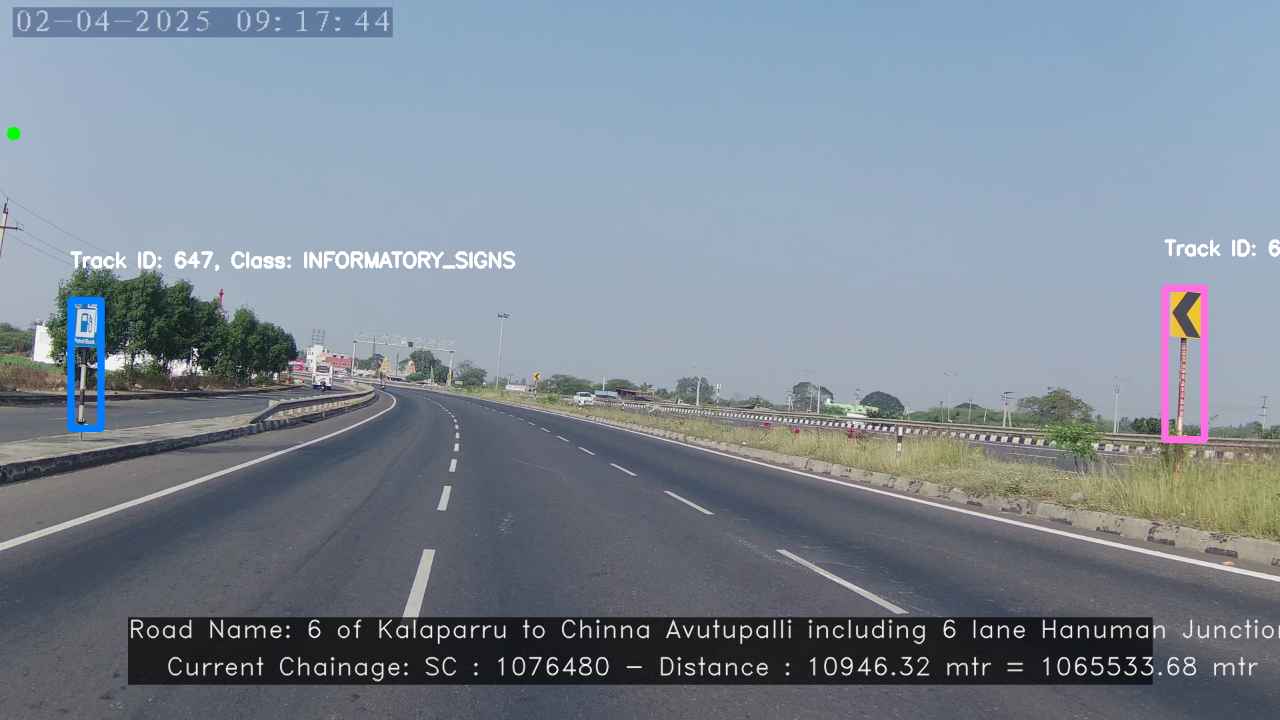 02-04-2025 09:17:44
Track ID: 647, Class: INFORMATORY_SIGNS
Track ID: 6
Petrol Pump
Road Name: 6 of Kalaparru to Chinna Avutupalli including 6 lane Hanuman Junction
Current Chainage: SC : 1076480 - Distance : 10946.32 mtr = 1065533.68 mtr